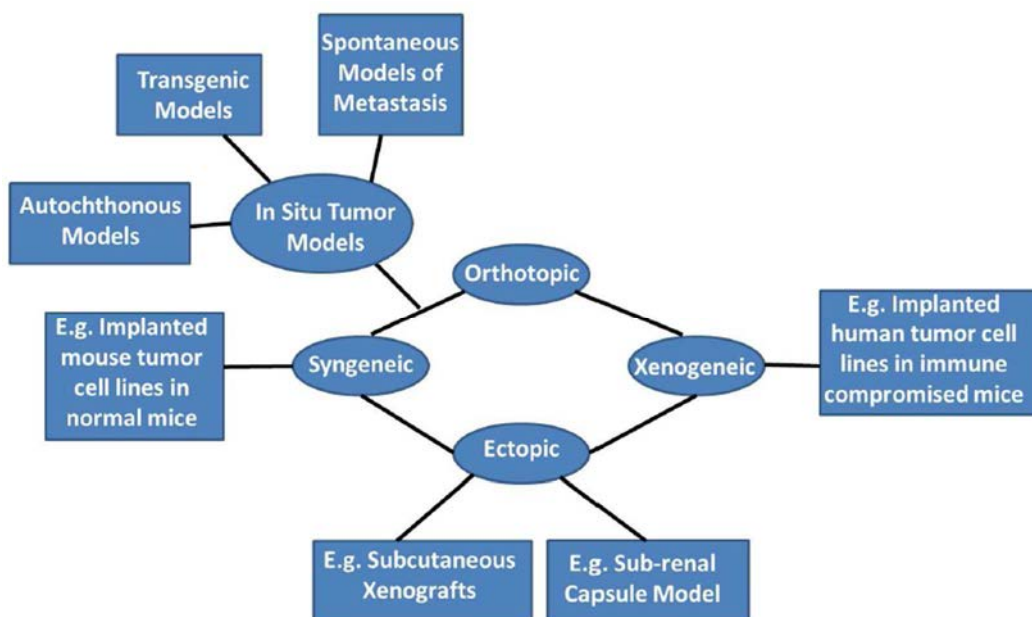 Spontaneous
Models of
Metastasis
Transgenic
Models
Autochthonous
Models
In Situ Tumor
Models
Orthotopic
E.g. Implanted
mouse tumor
cell lines in
normal mice
Syngeneic
Xenogeneic
E.g. Implanted
human tumor cell
lines in immune
compromised mice
Ectopic
E.g. Subcutaneous
Xenografts
E.g. Sub-renal
Capsule Model